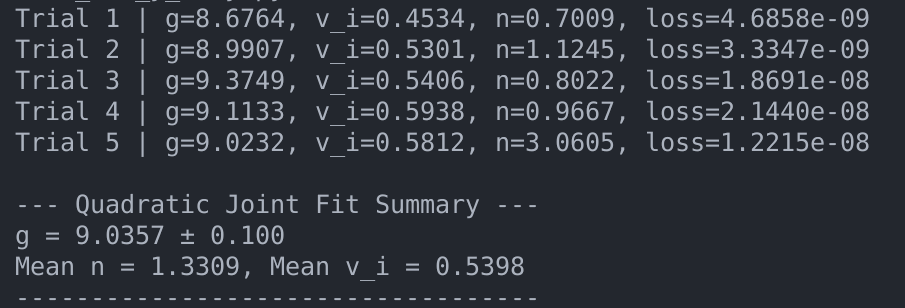 Trial 1 | g=8.6764, v_i=0.4534, n=0.7009, loss=4.6858e-09
Trial 2 | g=8.9907, v_i=0.5301, n=1.1245, loss=3.3347e-09
Trial 3 | g=9.3749, v_i=0.5406, n=0.8022, loss=1.8691e-08
Trial 4 | g=9.1133, v_i=0.5938, n=0.9667, loss=2.1440e-08
Trial 5 | g=9.0232, v_i=0.5812, n=3.0605, loss=1.2215e-08
--- Quadratic Joint Fit Summary ---
g = 9.0357 ± 0.100
Mean n = 1.3309, Mean v_i = 0.5398
-----------------------------------